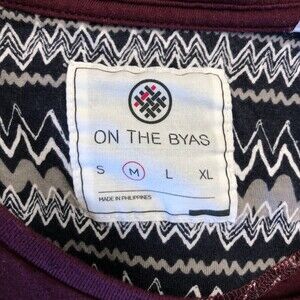 ON THE BYAS
S M L XL
MADE IN PHILIPPINES